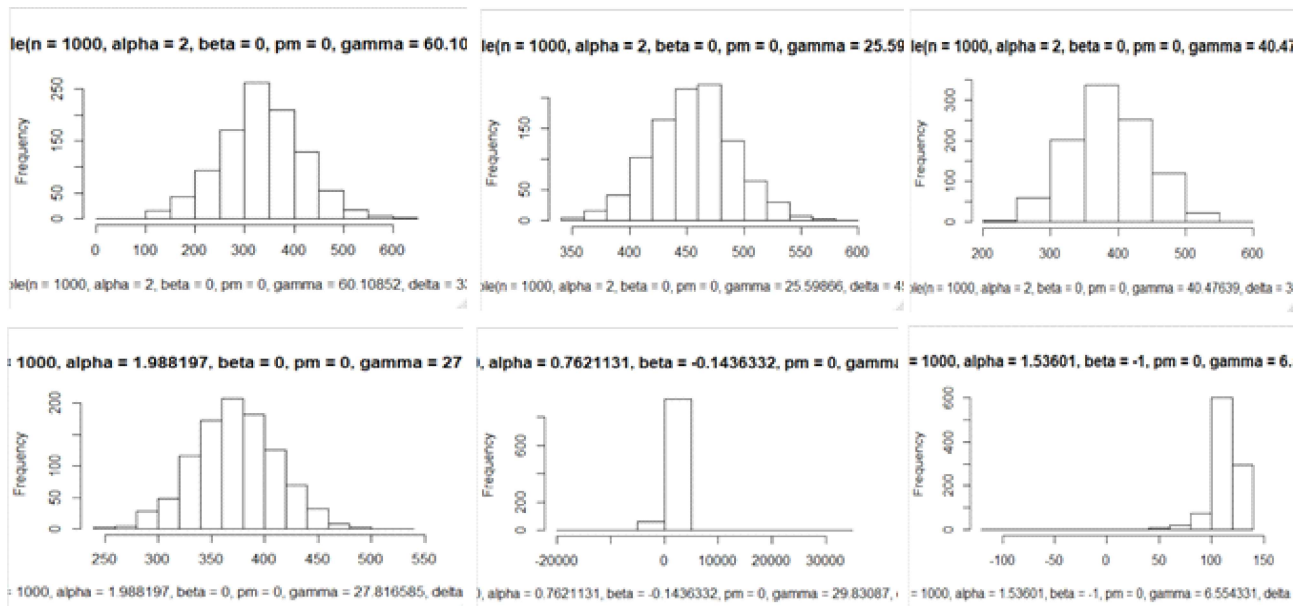 le(n = 1000, alpha = 2, beta = 0, pm = 0, gamma = 60.10
Frequency
0 50 150 250
0 100 200 300 400 500 600
ole(n = 1000, alpha = 2, beta = 0, pm = 0, gamma = 60.10852, delta = 33
le(n = 1000, alpha = 2, beta = 0, pm = 0, gamma = 25.59
Frequency
0 50 150
350 400 450 500 550 600
ole(n = 1000, alpha = 2, beta = 0, pm = 0, gamma = 25.59866, delta = 45
le(n = 1000, alpha = 2, beta = 0, pm = 0, gamma = 40.47
Frequency
0 100 200 300
200 300 400 500 600
ole(n = 1000, alpha = 2, beta = 0, pm = 0, gamma = 40.47639, delta = 3
= 1000, alpha = 1.988197, beta = 0, pm = 0, gamma = 27
Frequency
0 50 100 200
250 300 350 400 450 500 550
= 1000, alpha = 1.988197, beta = 0, pm = 0, gamma = 27.816585, delta
), alpha = 0.7621131, beta = -0.1436332, pm = 0, gamma
Frequency
0 200 600
-20000 0 10000 20000 30000
), alpha = 0.7621131, beta = -0.1436332, pm = 0, gamma = 29.83087,
= 1000, alpha = 1.53601, beta = -1, pm = 0, gamma = 6.
Frequency
0 200 400 600
-100 -50 0 50 100 150
= 1000, alpha = 1.53601, beta = -1, pm = 0, gamma = 6.554331, delta